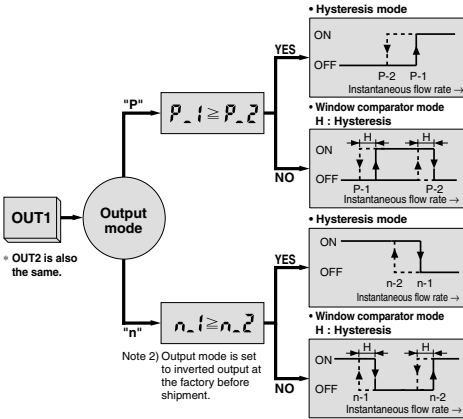 • Hysteresis mode
ON
OFF
P-2 P-1
Instantaneous flow rate →
YES
"P"
P_1 ≧ P_2
• Window comparator mode
H : Hysteresis
H H
ON
OFF
P-1 P-2
Instantaneous flow rate →
NO
OUT1
Output
mode
* OUT2 is also
the same.
• Hysteresis mode
ON
OFF
n-2 n-1
Instantaneous flow rate →
YES
"n"
n_1 ≧ n_2
Note 2) Output mode is set
to inverted output at
the factory before
shipment.
NO
• Window comparator mode
H : Hysteresis
H H
ON
OFF
n-1 n-2
Instantaneous flow rate →